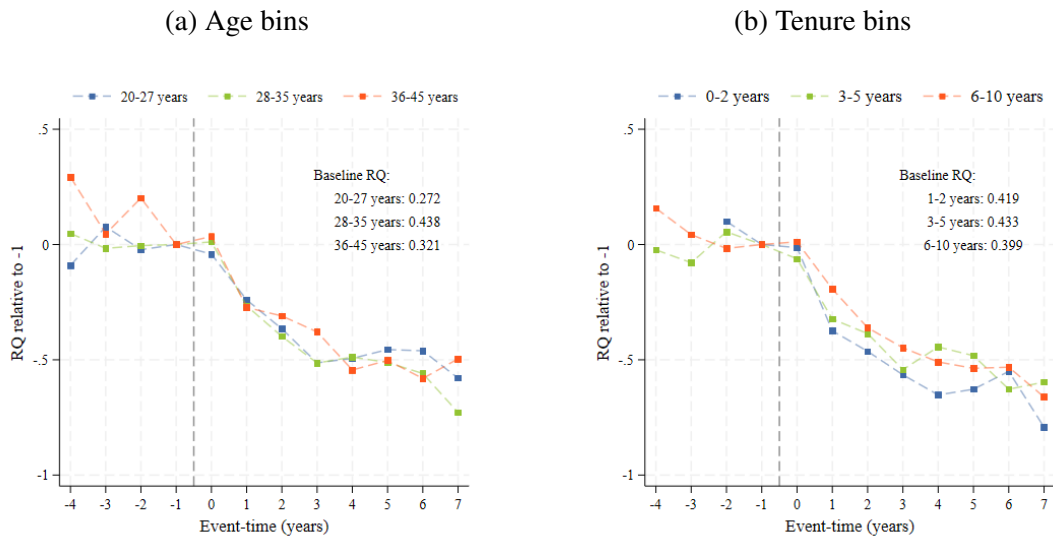 (a) Age bins
20-27 years 28-35 years 36-45 years
.5
0
-.5
-1
RQ relative to -1
Baseline RQ:
20-27 years: 0.272
28-35 years: 0.438
36-45 years: 0.321
-4 -3 -2 -1 0 1 2 3 4 5 6 7
Event-time (years)
(b) Tenure bins
0-2 years 3-5 years 6-10 years
.5
0
-.5
-1
RQ relative to -1
Baseline RQ:
1-2 years: 0.419
3-5 years: 0.433
6-10 years: 0.399
-4 -3 -2 -1 0 1 2 3 4 5 6 7
Event-time (years)